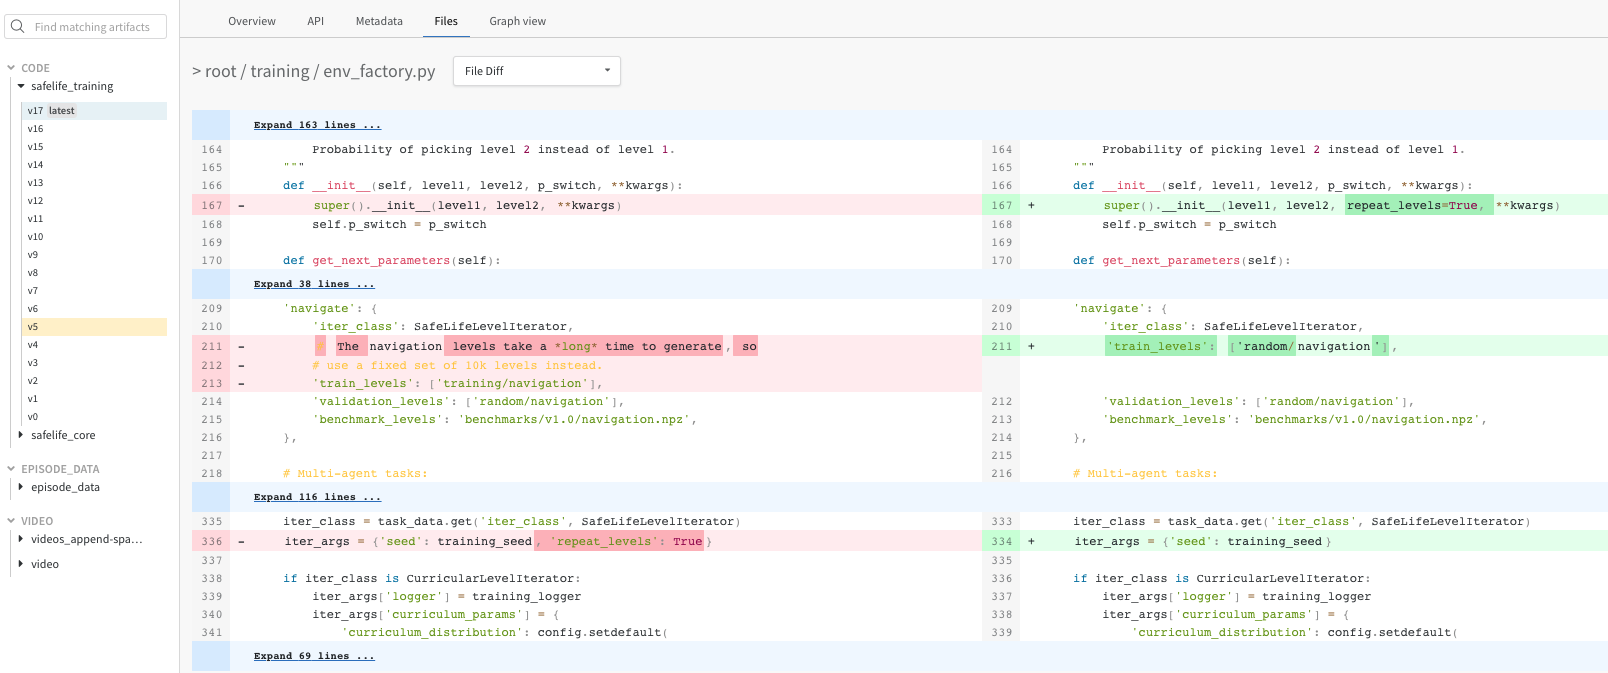 Find matching artifacts
CODE
safelife_training
v17 latest
v16
v15
v14
v13
v12
v11
v10
v9
v8
v7
v6
v5
v4
v3
v2
v1
v0
safelife_core
EPISODE_DATA
episode_data
VIDEO
videos_append-spa...
video
Overview API Metadata Files Graph view
> root / training / env_factory.py File Diff
Expand 163 lines ...
164 Probability of picking level 2 instead of level 1.
165 """
166 def __init__(self, level1, level2, p_switch, **kwargs):
167 - super().__init__(level1, level2, **kwargs)
168 self.p_switch = p_switch
169
170 def get_next_parameters(self):
164 Probability of picking level 2 instead of level 1.
165 """
166 def __init__(self, level1, level2, p_switch, **kwargs):
167 + super().__init__(level1, level2, repeat_levels=True, **kwargs)
168 self.p_switch = p_switch
169
170 def get_next_parameters(self):
Expand 38 lines ...
209 'navigate': {
210 'iter_class': SafeLifeLevelIterator,
211 - # The navigation levels take a *long* time to generate, so
212 - # use a fixed set of 10k levels instead.
213 - 'train_levels': ['training/navigation'],
214 'validation_levels': ['random/navigation'],
215 'benchmark_levels': 'benchmarks/v1.0/navigation.npz',
216 },
217
218 # Multi-agent tasks:
209 'navigate': {
210 'iter_class': SafeLifeLevelIterator,
211 + 'train_levels': ['random/navigation'],
212 'validation_levels': ['random/navigation'],
213 'benchmark_levels': 'benchmarks/v1.0/navigation.npz',
214 },
215
216 # Multi-agent tasks:
Expand 116 lines ...
335 iter_class = task_data.get('iter_class', SafeLifeLevelIterator)
336 - iter_args = {'seed': training_seed, 'repeat_levels': True}
337
338 if iter_class is CurricularLevelIterator:
339 iter_args['logger'] = training_logger
340 iter_args['curriculum_params'] = {
341 'curriculum_distribution': config.setdefault(
333 iter_class = task_data.get('iter_class', SafeLifeLevelIterator)
334 + iter_args = {'seed': training_seed}
335
336 if iter_class is CurricularLevelIterator:
337 iter_args['logger'] = training_logger
338 iter_args['curriculum_params'] = {
339 'curriculum_distribution': config.setdefault(
Expand 69 lines ...